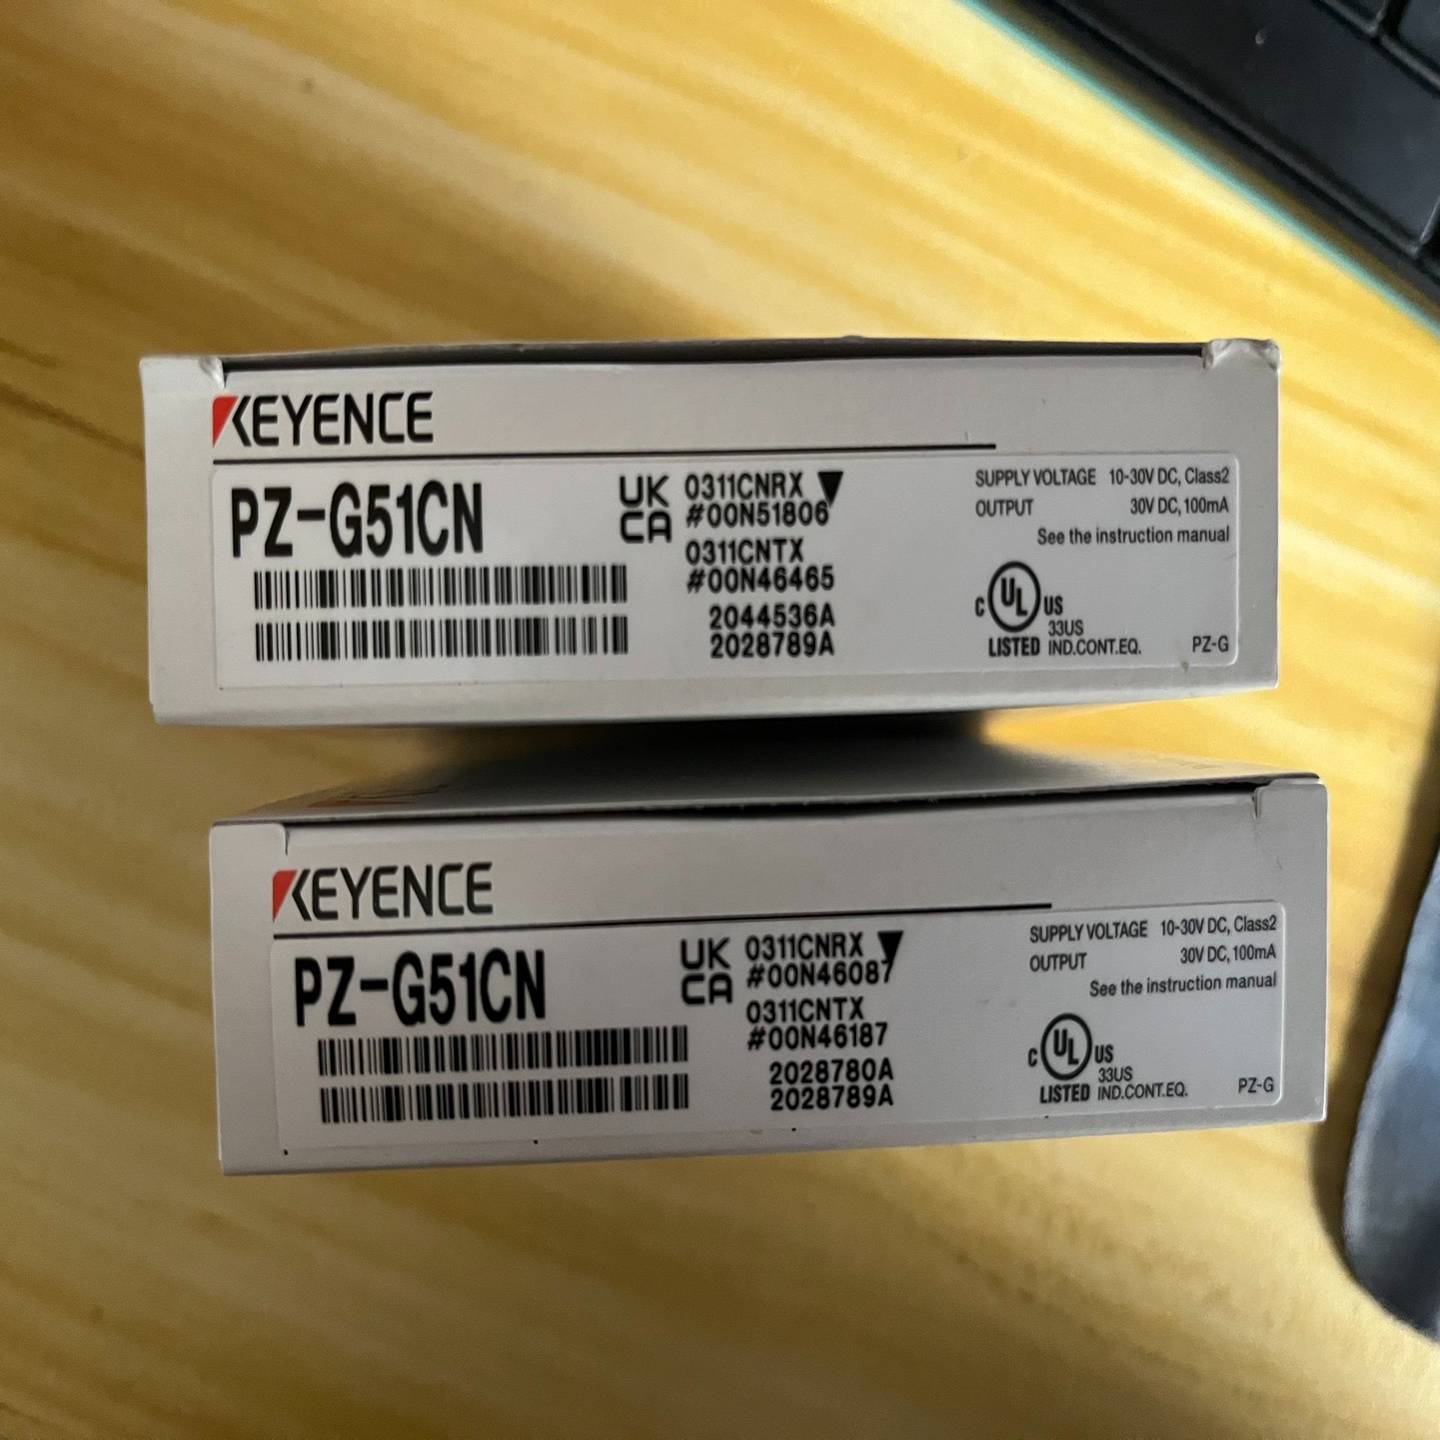 KEYENCE
PZ-G51CN
UK
CA
0311CNRX
#00N51806
0311CNTX
#00N46465
2044536A
2028789A
SUPPLY VOLTAGE 10-30V DC, Class2
OUTPUT 30V DC, 100mA
See the instruction manual
C UL US
LISTED
33US
IND.CONT.EQ.
PZ-G
KEYENCE
PZ-G51CN
UK
CA
0311CNRX
#00N46087
0311CNTX
#00N46187
2028780A
2028789A
SUPPLY VOLTAGE 10-30V DC, Class2
OUTPUT 30V DC, 100mA
See the instruction manual
C UL US
LISTED
33US
IND.CONT.EQ.
PZ-G